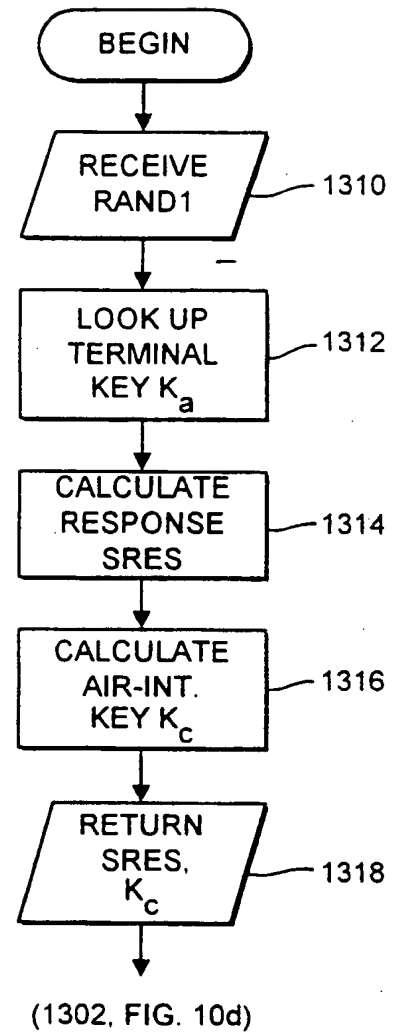 BEGIN
RECEIVE
RAND1
1310
LOOK UP
TERMINAL
KEY Ka
1312
CALCULATE
RESPONSE
SRES
1314
CALCULATE
AIR-INT.
KEY Kc
1316
RETURN
SRES,
Kc
1318
(1302, FIG. 10d)